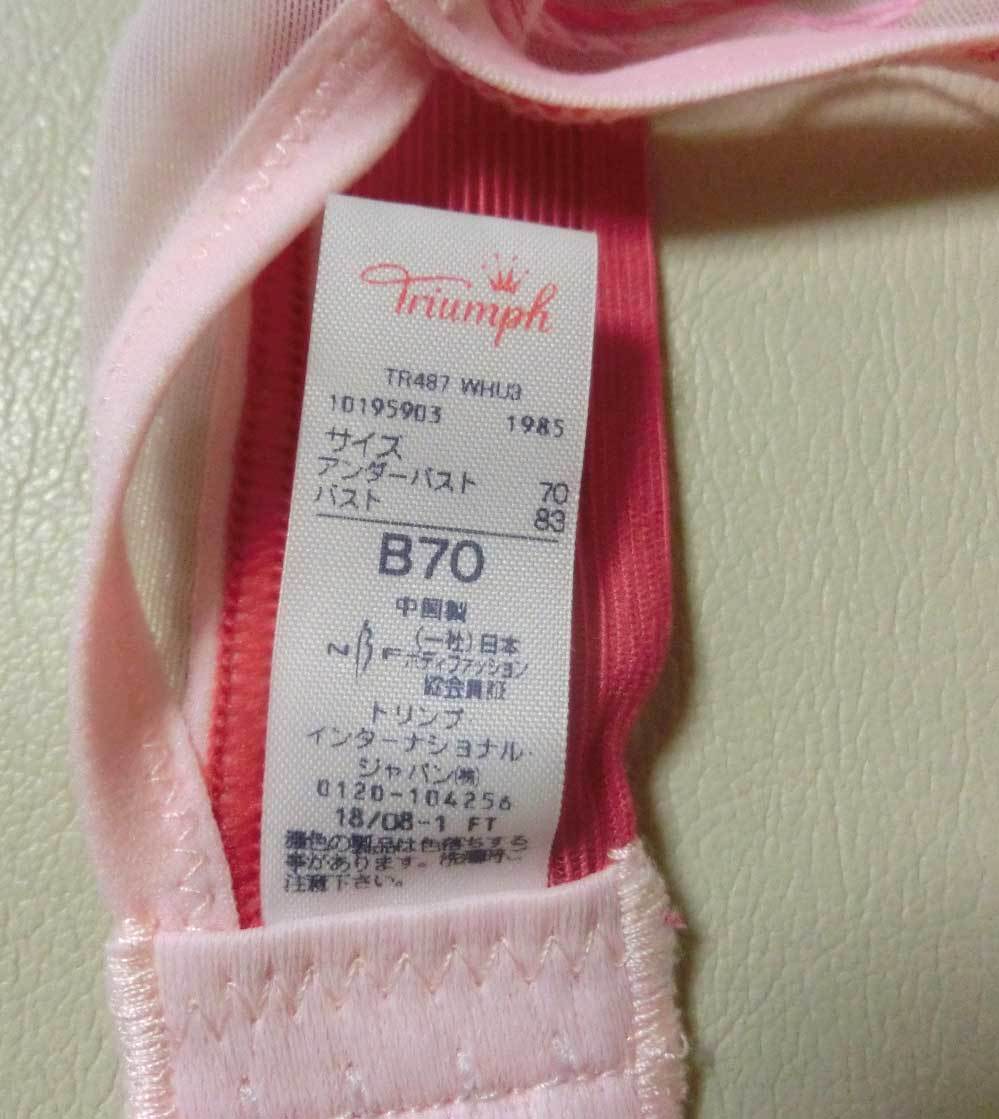 Triumph
TR487 WHU3
10195903 1985
サイズ
アンダーバスト 70
バスト 83
B70
中国製
NBF (一社)日本
ボディファッション
協会員証
トリンプ
インターナショナル・
ジャパン㈱
0120-104256
18/08-1 FT
濃色の製品は色落ちする
事があります。洗濯時ご
注意下さい。